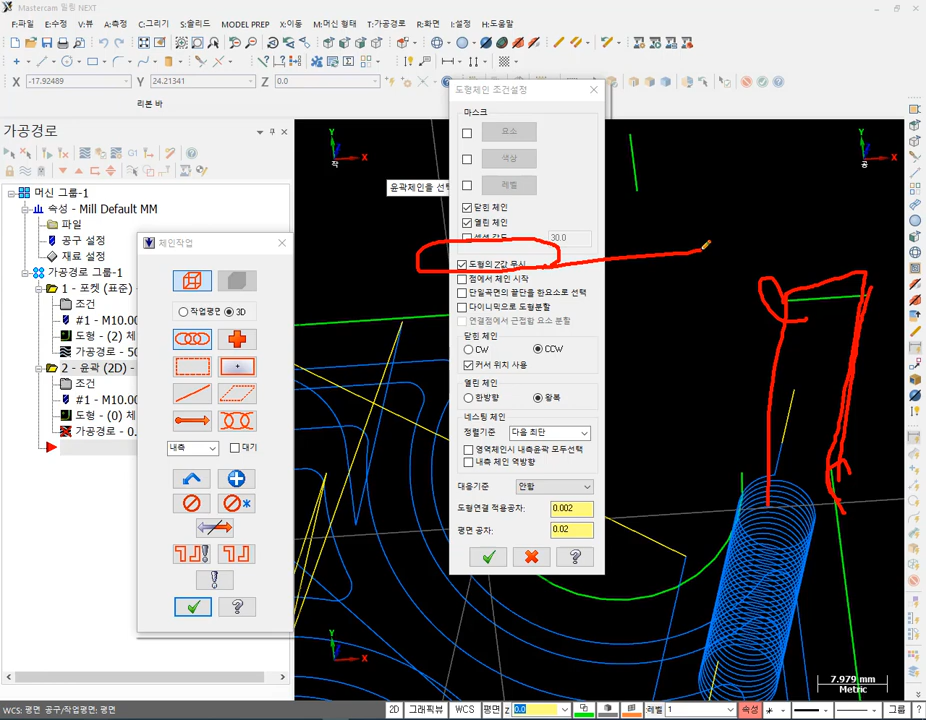 Mastercam 밀링 NEXT
F:파일 E:수정 V:뷰 A:측정 C:그리기 S:솔리드 MODEL PREP X:이동 M:머신 형태 T:가공경로 R:화면 I:설정 H:도움말
X -17.92489 Y 24.21341 Z 0.0
리본 바
가공경로
머신 그룹-1
속성 - Mill Default MM
파일
공구 설정
재료 설정
가공경로 그룹-1
1 - 포켓 (표준)
조건
#1 - M10.00
도형 - (2) 체
가공경로 - 50
2 - 윤곽 (2D) -
조건
#1 - M10.00
도형 - (0) 체
가공경로 - 0.
체인작업
작업평면 3D
내측 대기
윤곽체인을 선택
도형체인 조건설정
마스크
요소
색상
레벨
닫힌 체인
열린 체인
30.0
도형의 Z값 무시
점에서 체인 시작
단일곡면의 끝단을 한요소로 선택
다이나믹으로 도형분할
연결점에서 근접한 요소 분할
닫힌 체인
CW CCW
커서 위치 사용
열린 체인
한방향 왕복
네스팅 체인
정렬기준 다음 최단
영역체인시 내측윤곽 모두선택
내측 체인 역방향
대응기준 안함
도형연결 적용공차: 0.002
평면 공차: 0.02
Y
X
작
Y
X
공
Y
X
7.979 mm
Metric
WCS: 평면 공구/작업평면: 평면
2D 그래픽뷰 WCS 평면 Z 0.0 레벨 1 속성 그룹 ?